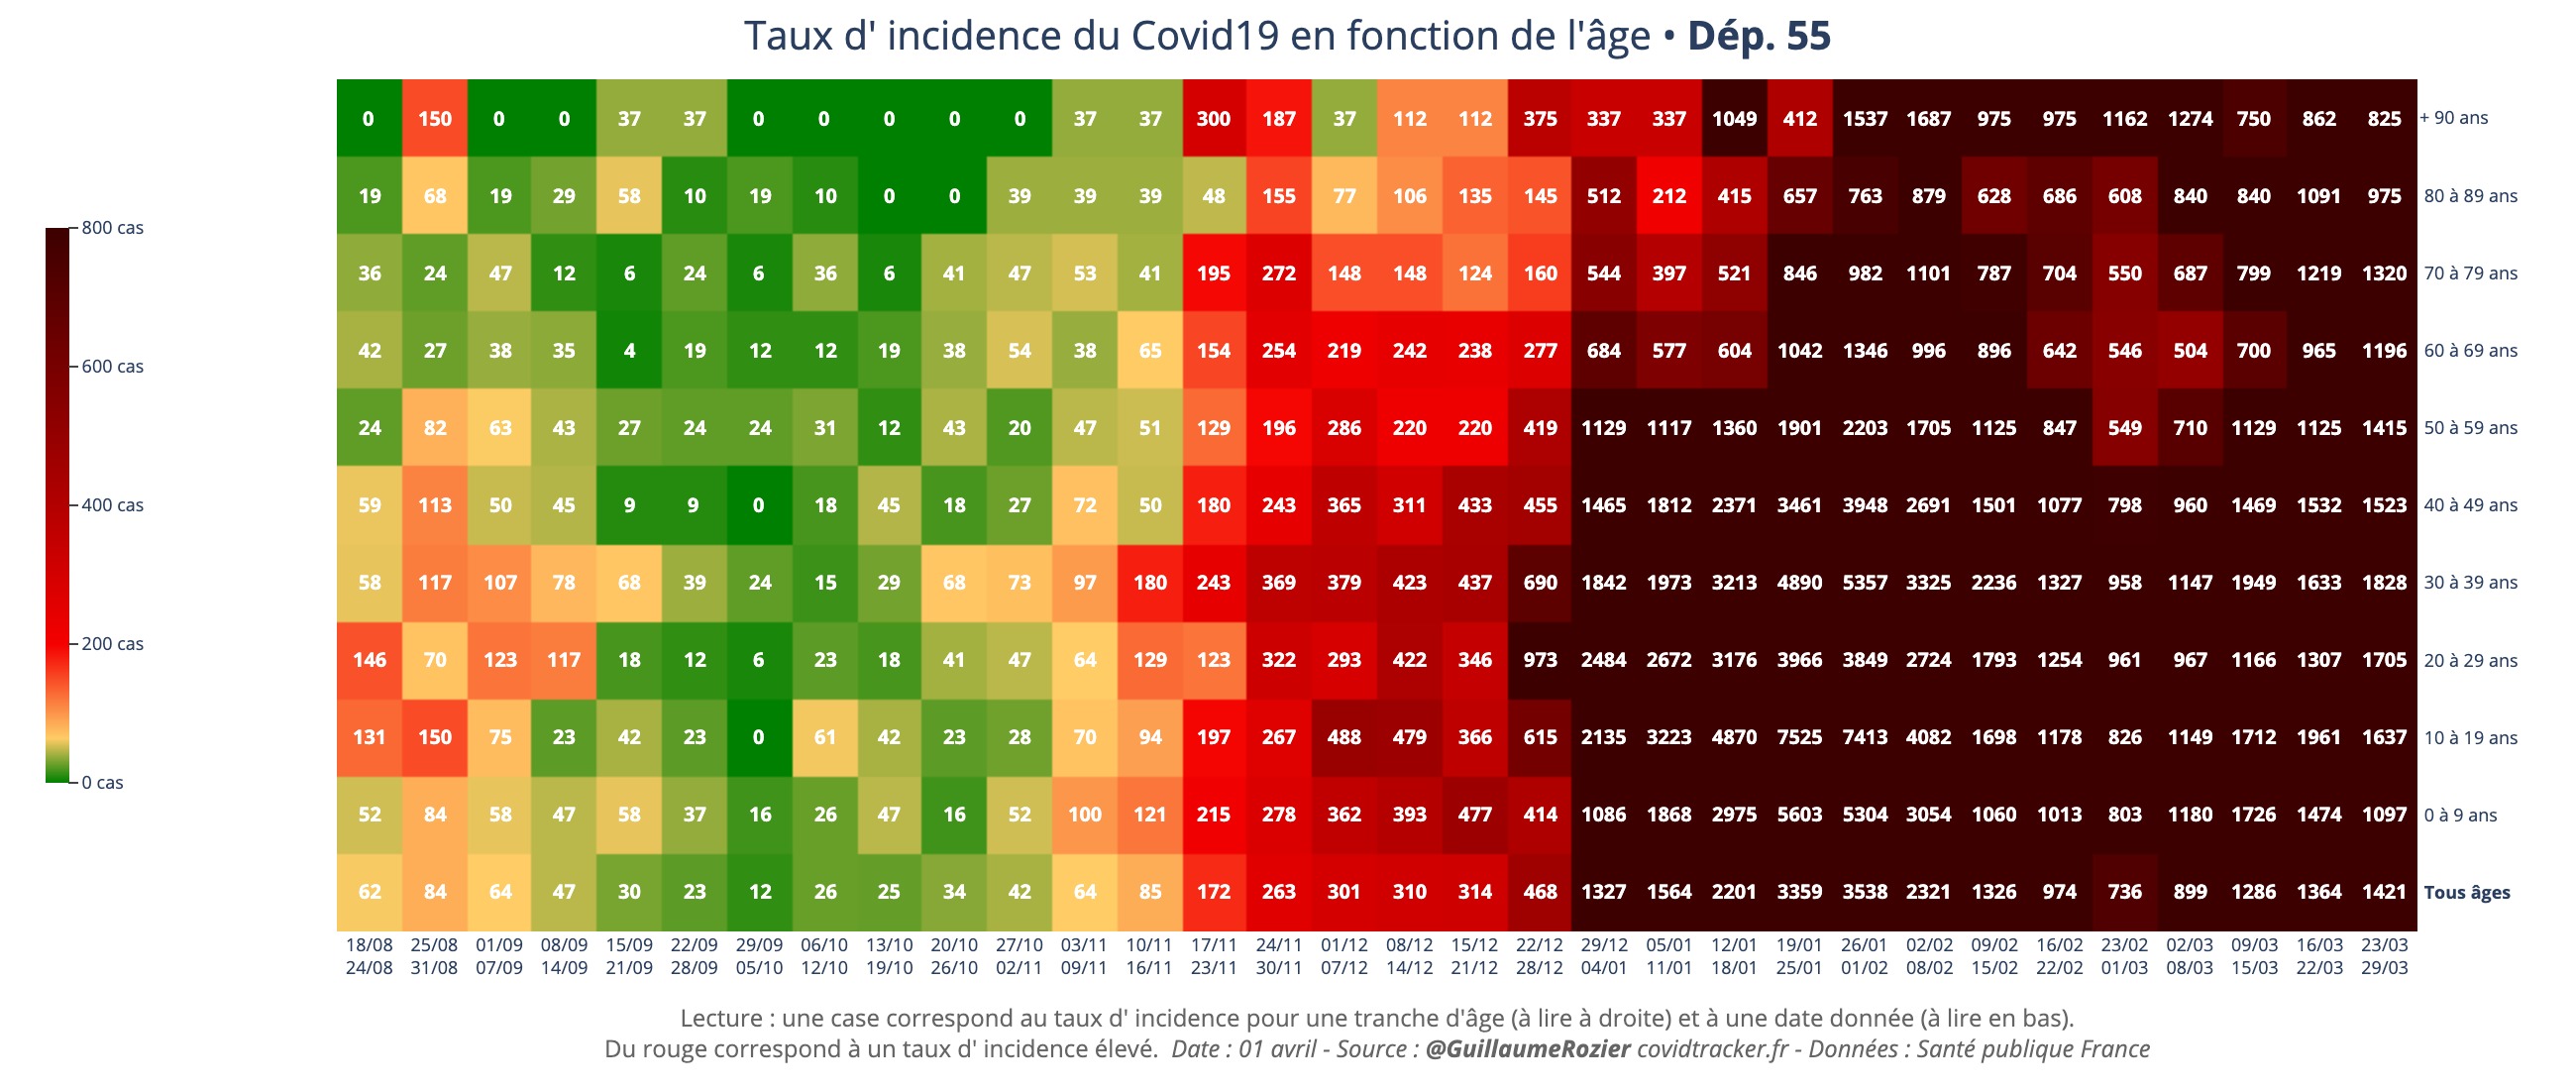 Taux d' incidence du Covid19 en fonction de l'âge • Dép. 55
800 cas
600 cas
400 cas
200 cas
0 cas
0 150 0 0 37 37 0 0 0 0 0 37 37 300 187 37 112 112 375 337 337 1049 412 1537 1687 975 975 1162 1274 750 862 825 + 90 ans
19 68 19 29 58 10 19 10 0 0 39 39 39 48 155 77 106 135 145 512 212 415 657 763 879 628 686 608 840 840 1091 975 80 à 89 ans
36 24 47 12 6 24 6 36 6 41 47 53 41 195 272 148 148 124 160 544 397 521 846 982 1101 787 704 550 687 799 1219 1320 70 à 79 ans
42 27 38 35 4 19 12 12 19 38 54 38 65 154 254 219 242 238 277 684 577 604 1042 1346 996 896 642 546 504 700 965 1196 60 à 69 ans
24 82 63 43 27 24 24 31 12 43 20 47 51 129 196 286 220 220 419 1129 1117 1360 1901 2203 1705 1125 847 549 710 1129 1125 1415 50 à 59 ans
59 113 50 45 9 9 0 18 45 18 27 72 50 180 243 365 311 433 455 1465 1812 2371 3461 3948 2691 1501 1077 798 960 1469 1532 1523 40 à 49 ans
58 117 107 78 68 39 24 15 29 68 73 97 180 243 369 379 423 437 690 1842 1973 3213 4890 5357 3325 2236 1327 958 1147 1949 1633 1828 30 à 39 ans
146 70 123 117 18 12 6 23 18 41 47 64 129 123 322 293 422 346 973 2484 2672 3176 3966 3849 2724 1793 1254 961 967 1166 1307 1705 20 à 29 ans
131 150 75 23 42 23 0 61 42 23 28 70 94 197 267 488 479 366 615 2135 3223 4870 7525 7413 4082 1698 1178 826 1149 1712 1961 1637 10 à 19 ans
52 84 58 47 58 37 16 26 47 16 52 100 121 215 278 362 393 477 414 1086 1868 2975 5603 5304 3054 1060 1013 803 1180 1726 1474 1097 0 à 9 ans
62 84 64 47 30 23 12 26 25 34 42 64 85 172 263 301 310 314 468 1327 1564 2201 3359 3538 2321 1326 974 736 899 1286 1364 1421 Tous âges
18/08 25/08 01/09 08/09 15/09 22/09 29/09 06/10 13/10 20/10 27/10 03/11 10/11 17/11 24/11 01/12 08/12 15/12 22/12 29/12 05/01 12/01 19/01 26/01 02/02 09/02 16/02 23/02 02/03 09/03 16/03 23/03
24/08 31/08 07/09 14/09 21/09 28/09 05/10 12/10 19/10 26/10 02/11 09/11 16/11 23/11 30/11 07/12 14/12 21/12 28/12 04/01 11/01 18/01 25/01 01/02 08/02 15/02 22/02 01/03 08/03 15/03 22/03 29/03
Lecture : une case correspond au taux d' incidence pour une tranche d'âge (à lire à droite) et à une date donnée (à lire en bas).
Du rouge correspond à un taux d' incidence élevé. Date : 01 avril - Source : @GuillaumeRozier covidtracker.fr - Données : Santé publique France